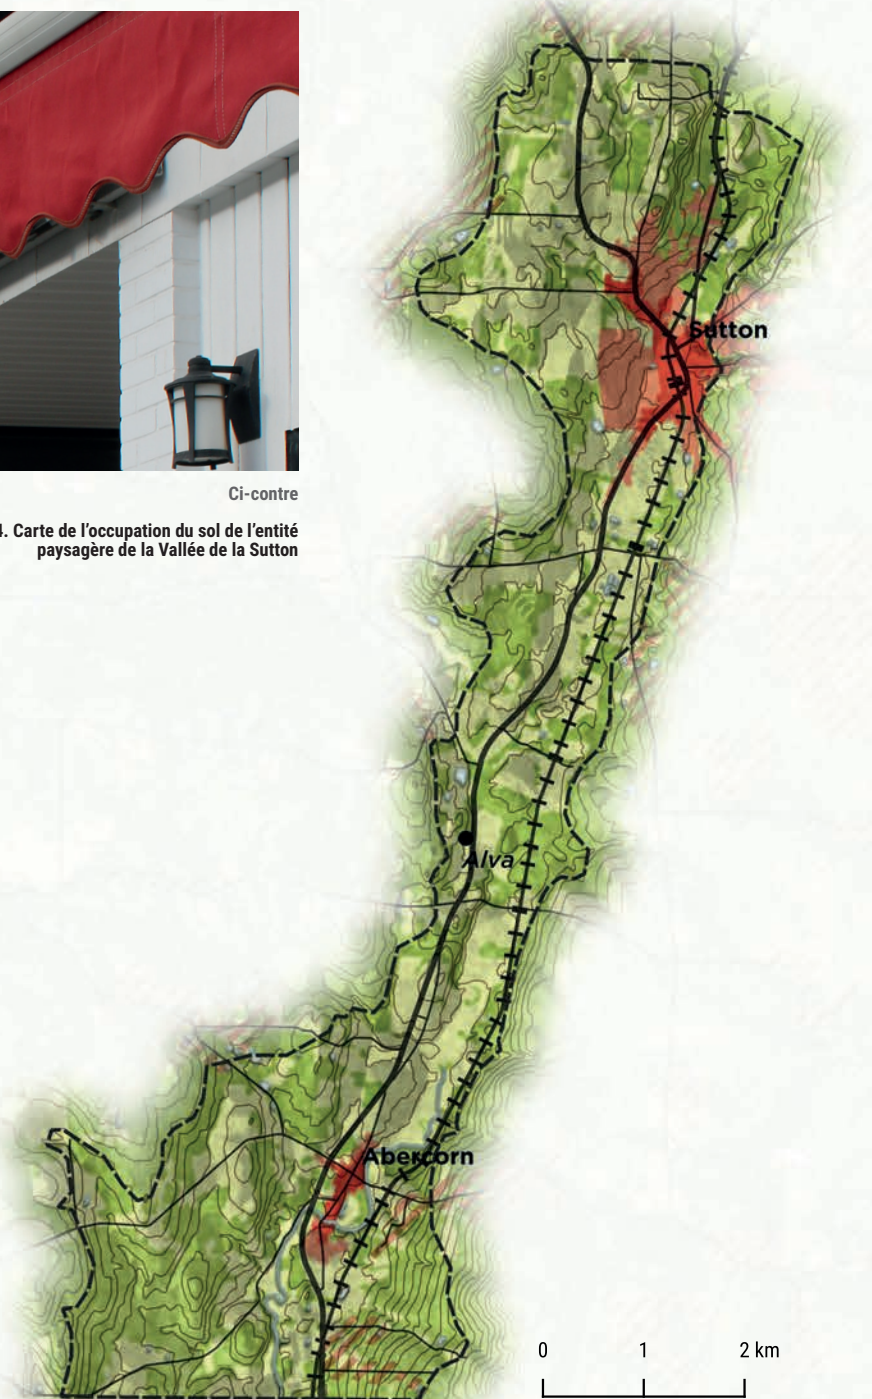 Ci-contre
4. Carte de l’occupation du sol de l’entité
paysagère de la Vallée de la Sutton
Sutton
Alva
Abercorn
0 1 2 km